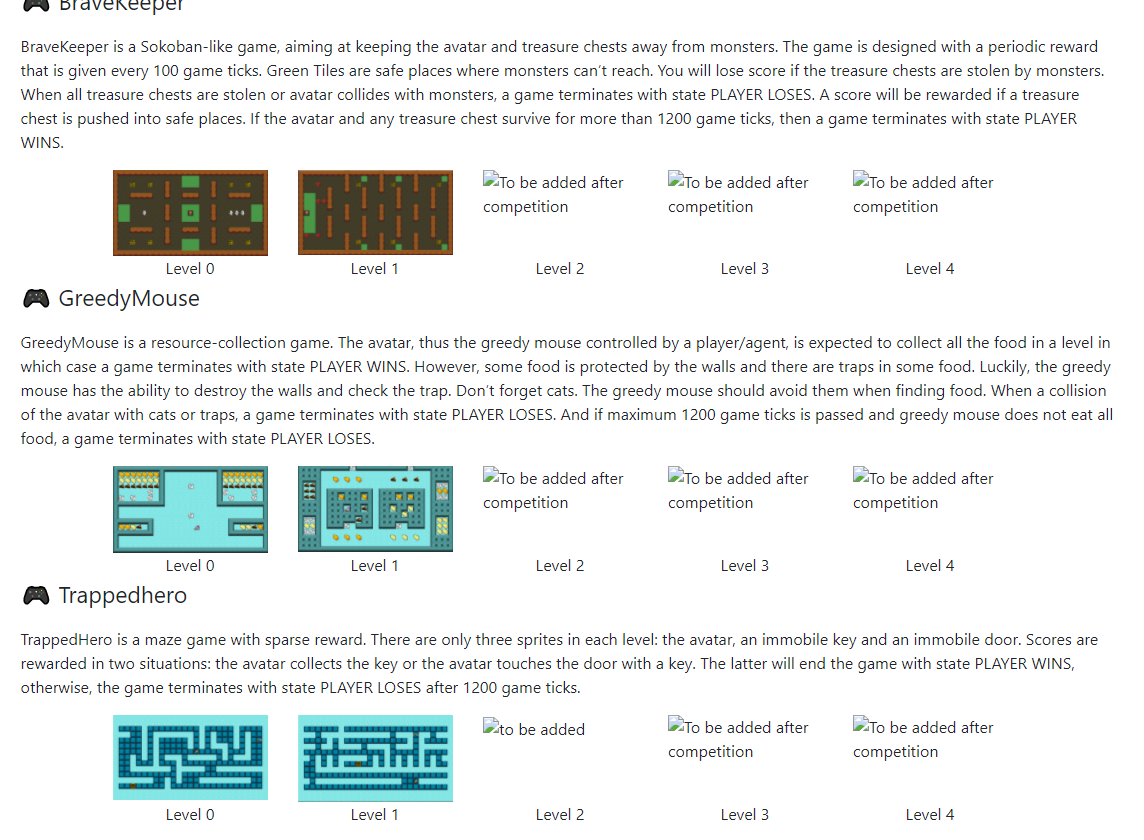 BraveKeeper
BraveKeeper is a Sokoban-like game, aiming at keeping the avatar and treasure chests away from monsters. The game is designed with a periodic reward
that is given every 100 game ticks. Green Tiles are safe places where monsters can't reach. You will lose score if the treasure chests are stolen by monsters.
When all treasure chests are stolen or avatar collides with monsters, a game terminates with state PLAYER LOSES. A score will be rewarded if a treasure
chest is pushed into safe places. If the avatar and any treasure chest survive for more than 1200 game ticks, then a game terminates with state PLAYER
WINS.
To be added after competition
To be added after competition
To be added after competition
Level 0 Level 1 Level 2 Level 3 Level 4
GreedyMouse
GreedyMouse is a resource-collection game. The avatar, thus the greedy mouse controlled by a player/agent, is expected to collect all the food in a level in
which case a game terminates with state PLAYER WINS. However, some food is protected by the walls and there are traps in some food. Luckily, the greedy
mouse has the ability to destroy the walls and check the trap. Don't forget cats. The greedy mouse should avoid them when finding food. When a collision
of the avatar with cats or traps, a game terminates with state PLAYER LOSES. And if maximum 1200 game ticks is passed and greedy mouse does not eat all
food, a game terminates with state PLAYER LOSES.
To be added after competition
To be added after competition
To be added after competition
Level 0 Level 1 Level 2 Level 3 Level 4
Trappedhero
TrappedHero is a maze game with sparse reward. There are only three sprites in each level: the avatar, an immobile key and an immobile door. Scores are
rewarded in two situations: the avatar collects the key or the avatar touches the door with a key. The latter will end the game with state PLAYER WINS,
otherwise, the game terminates with state PLAYER LOSES after 1200 game ticks.
to be added
To be added after competition
To be added after competition
Level 0 Level 1 Level 2 Level 3 Level 4